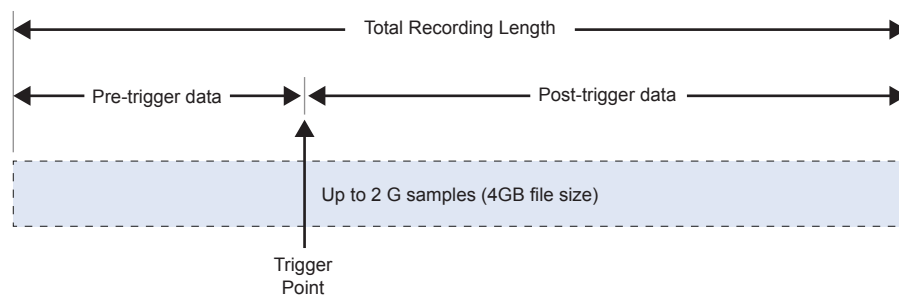 Total Recording Length
Pre-trigger data
Post-trigger data
Up to 2 G samples (4GB file size)
Trigger
Point